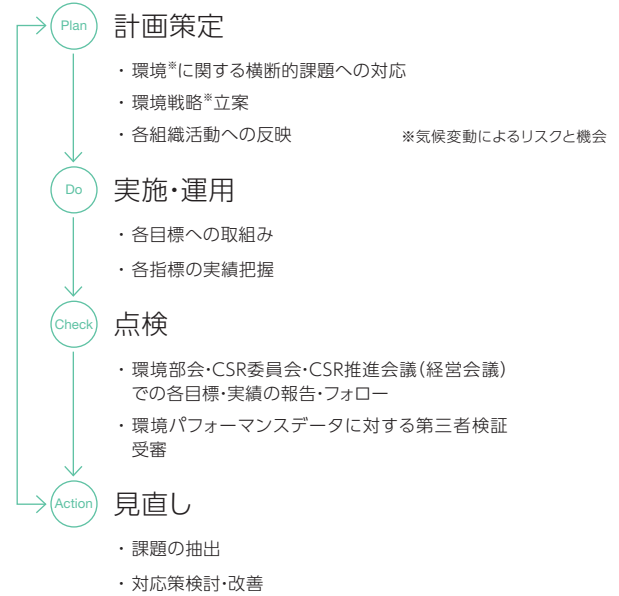 Plan
計画策定
・環境※に関する横断的課題への対応
・環境戦略※立案
・各組織活動への反映
※気候変動によるリスクと機会
Do
実施・運用
・各目標への取組み
・各指標の実績把握
Check
点検
・環境部会・CSR委員会・CSR推進会議(経営会議)
での各目標・実績の報告・フォロー
・環境パフォーマンスデータに対する第三者検証
受審
Action
見直し
・課題の抽出
・対応策検討・改善